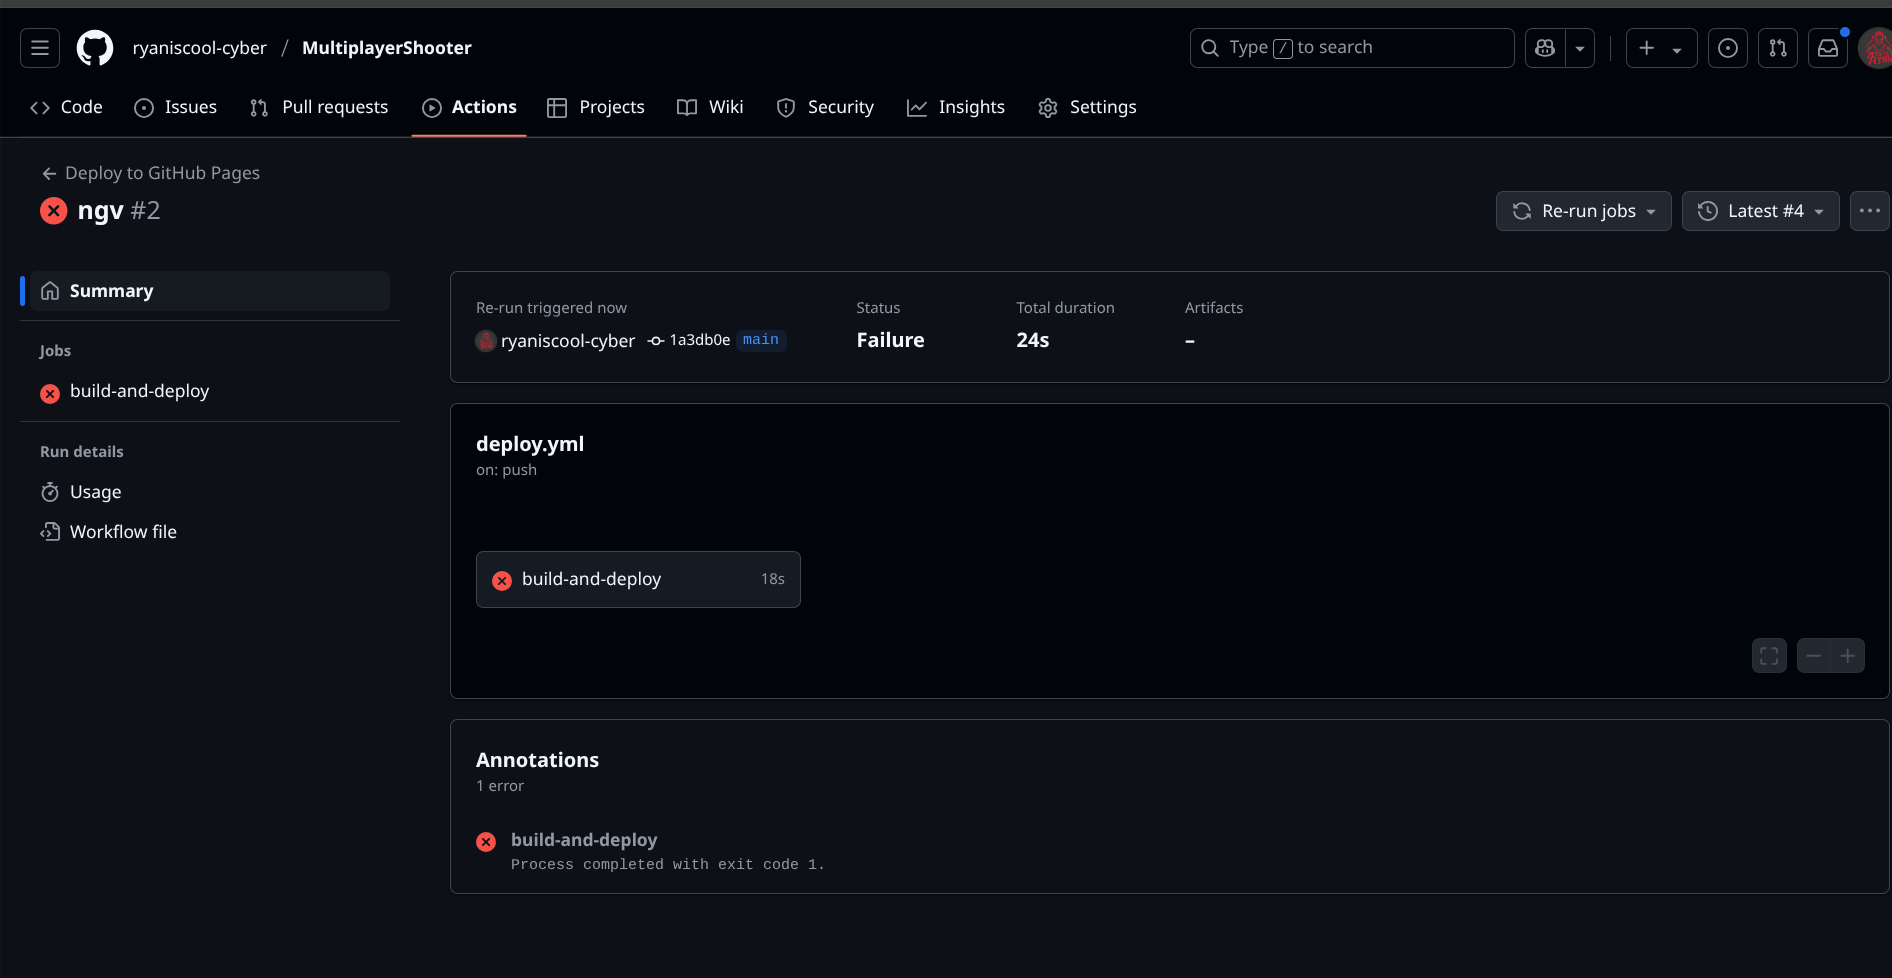 ryaniscool-cyber / MultiplayerShooter
Type / to search
Code Issues Pull requests Actions Projects Wiki Security Insights Settings
Deploy to GitHub Pages
ngv #2
Re-run jobs Latest #4
Summary
Jobs
build-and-deploy
Run details
Usage
Workflow file
Re-run triggered now Status Total duration Artifacts
ryaniscool-cyber 1a3db0e main Failure 24s –
deploy.yml
on: push
build-and-deploy 18s
Annotations
1 error
build-and-deploy
Process completed with exit code 1.